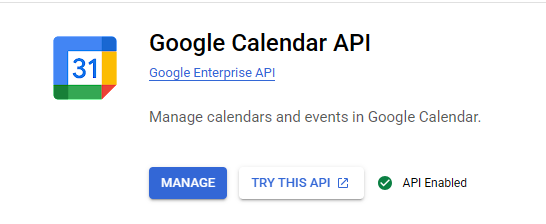 31
Google Calendar API
Google Enterprise API
Manage calendars and events in Google Calendar.
MANAGE
TRY THIS API
API Enabled